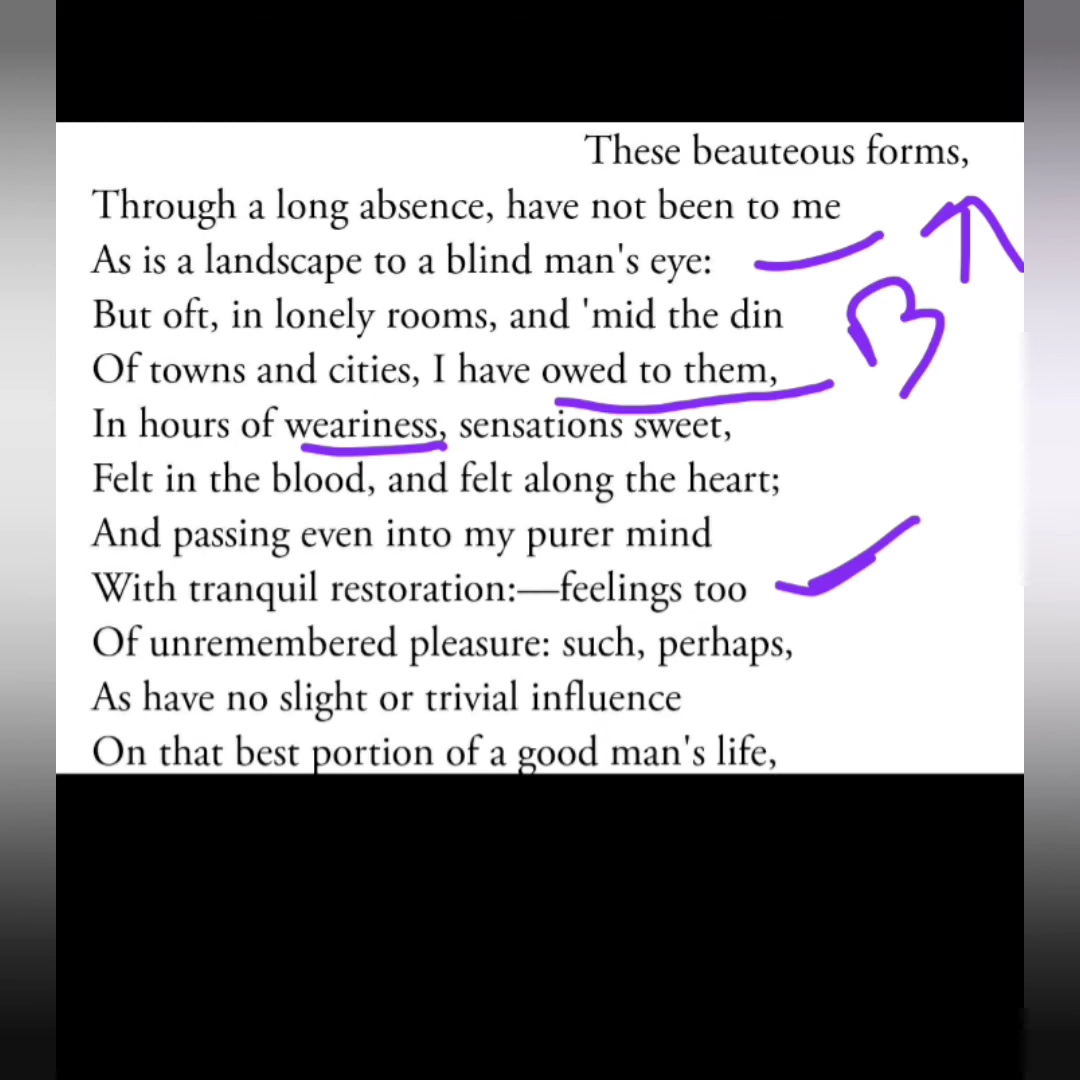 These beauteous forms,
Through a long absence, have not been to me
As is a landscape to a blind man's eye:
But oft, in lonely rooms, and 'mid the din
Of towns and cities, I have owed to them,
In hours of weariness, sensations sweet,
Felt in the blood, and felt along the heart;
And passing even into my purer mind
With tranquil restoration:—feelings too
Of unremembered pleasure: such, perhaps,
As have no slight or trivial influence
On that best portion of a good man's life,